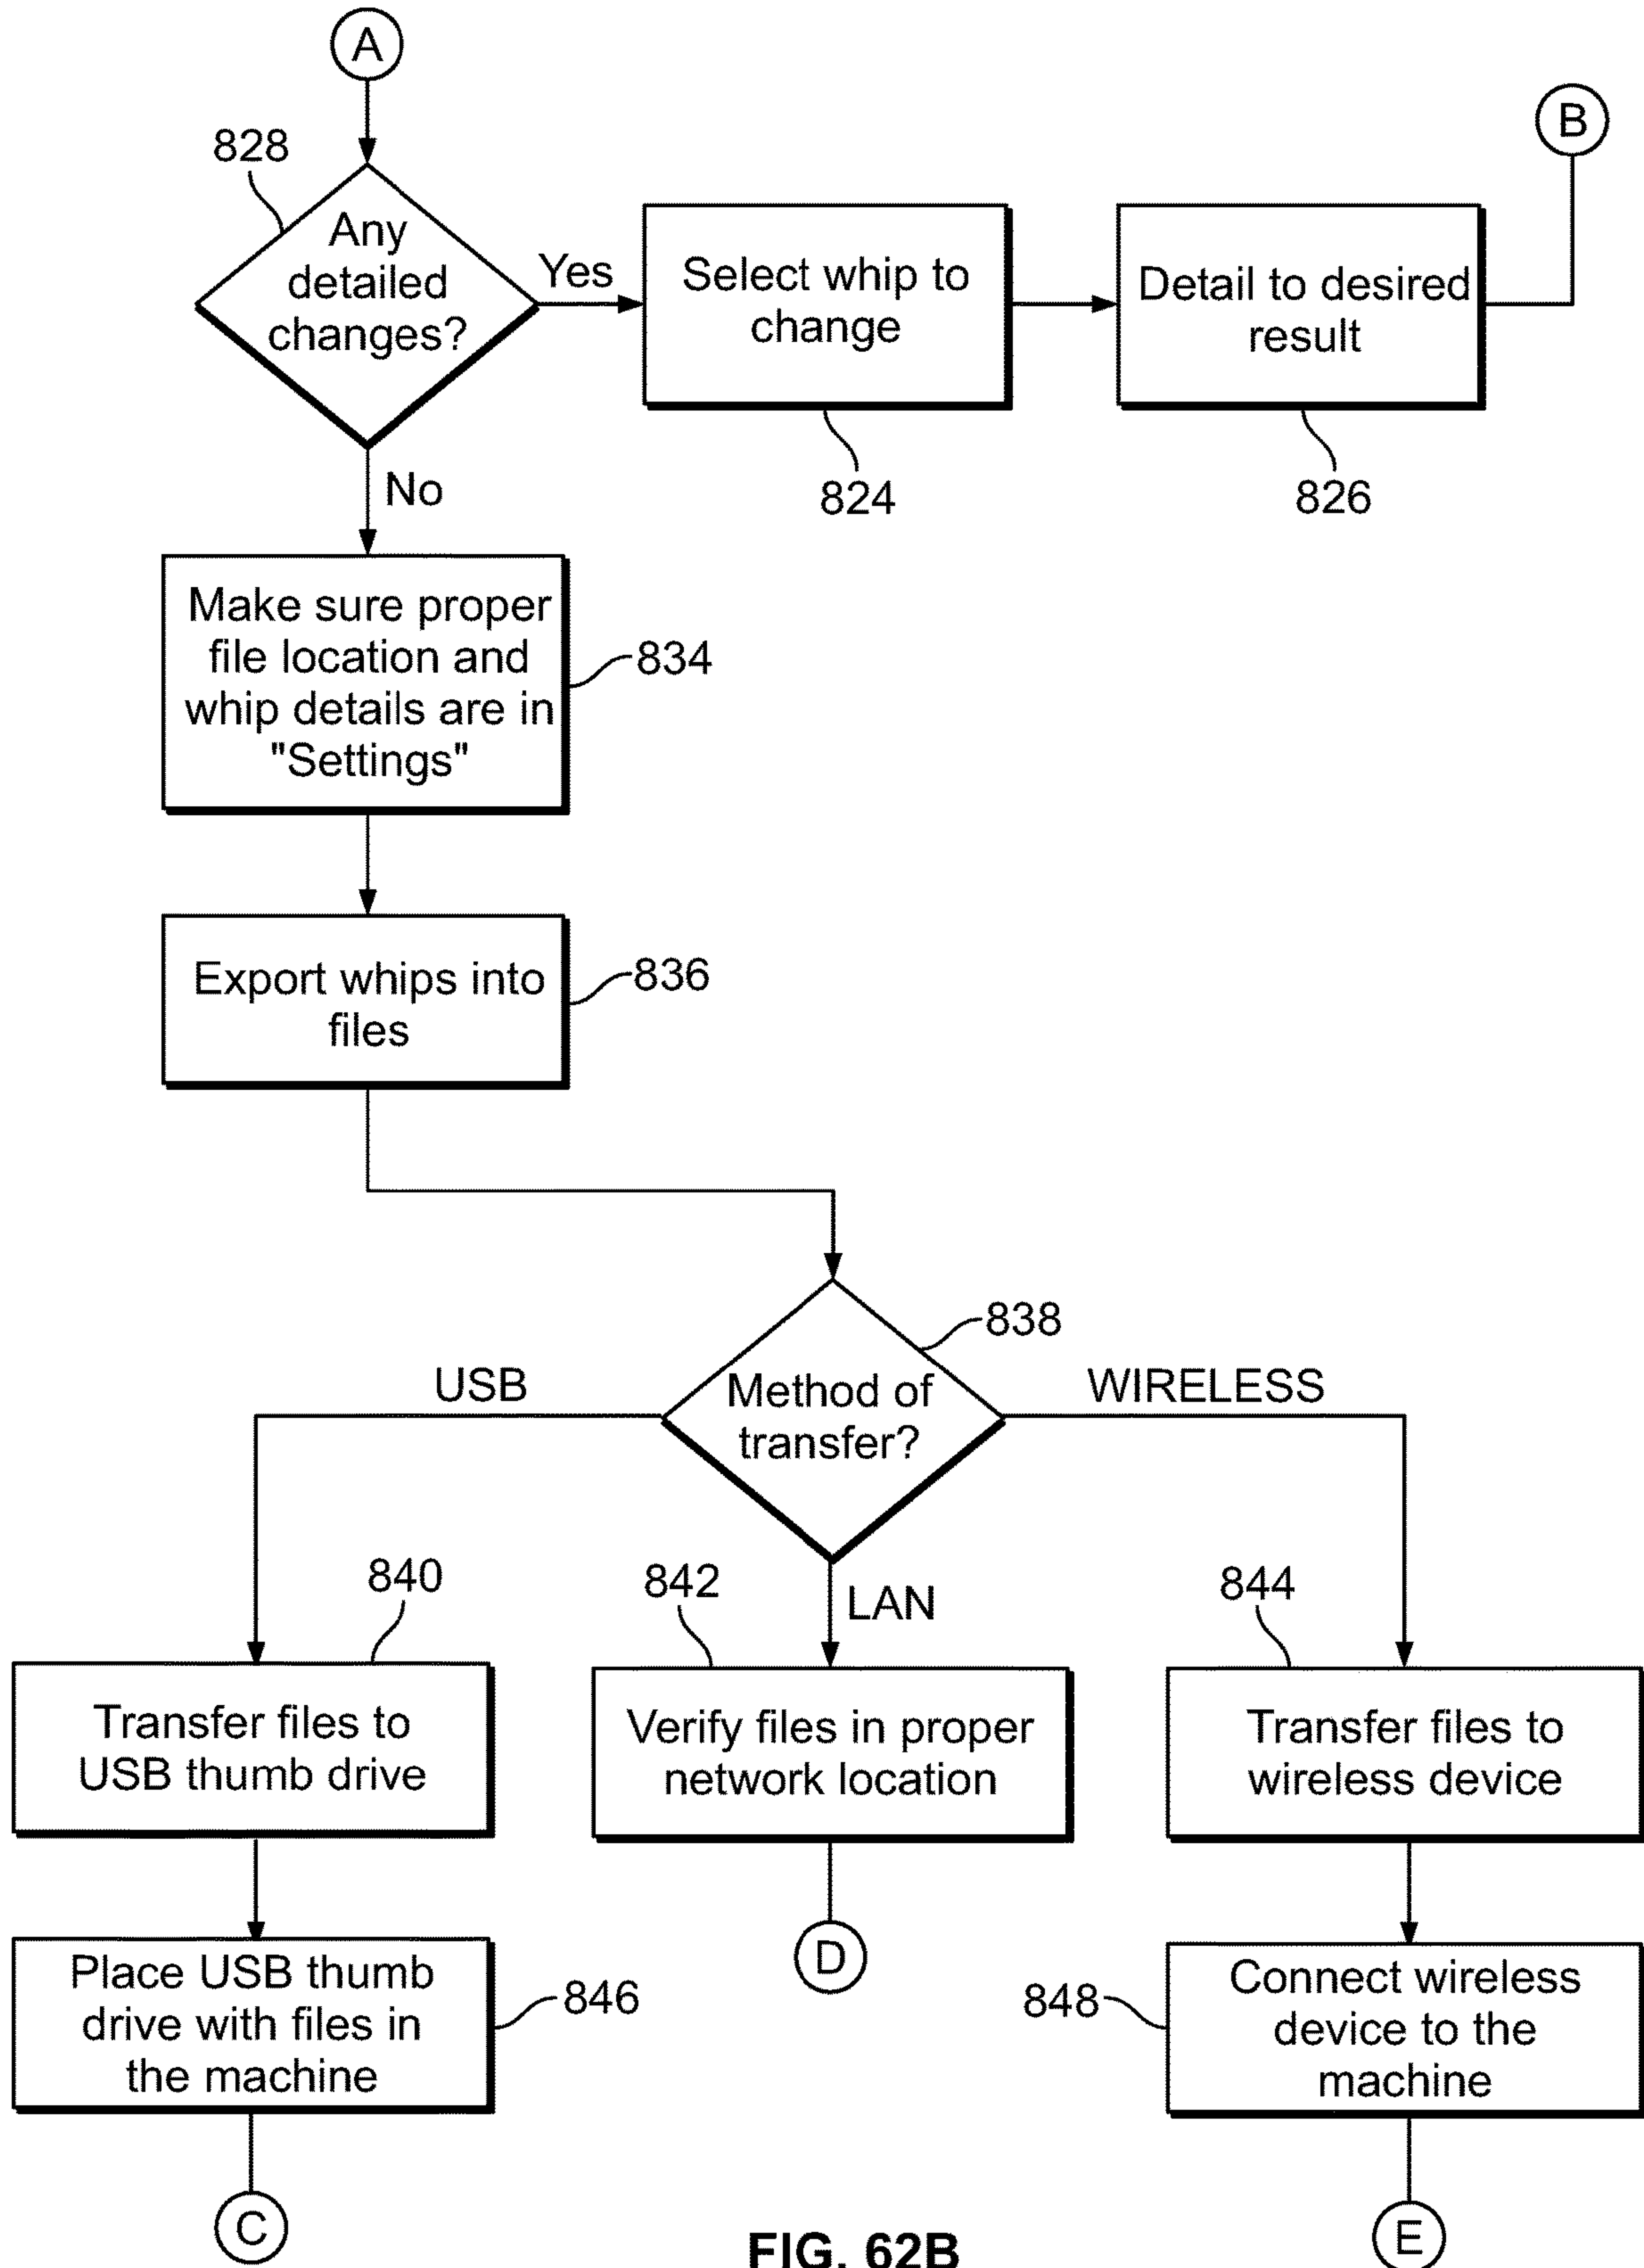 A
B
828
Any
detailed
changes?
Yes
Select whip to
change
Detail to desired
result
824
826
No
Make sure proper
file location and
whip details are in
"Settings"
834
Export whips into
files
836
838
Method of
transfer?
USB
WIRELESS
LAN
840
842
844
Transfer files to
USB thumb drive
Verify files in proper
network location
Transfer files to
wireless device
Place USB thumb
drive with files in
the machine
846
D
848
Connect wireless
device to the
machine
C
E
FIG. 62B